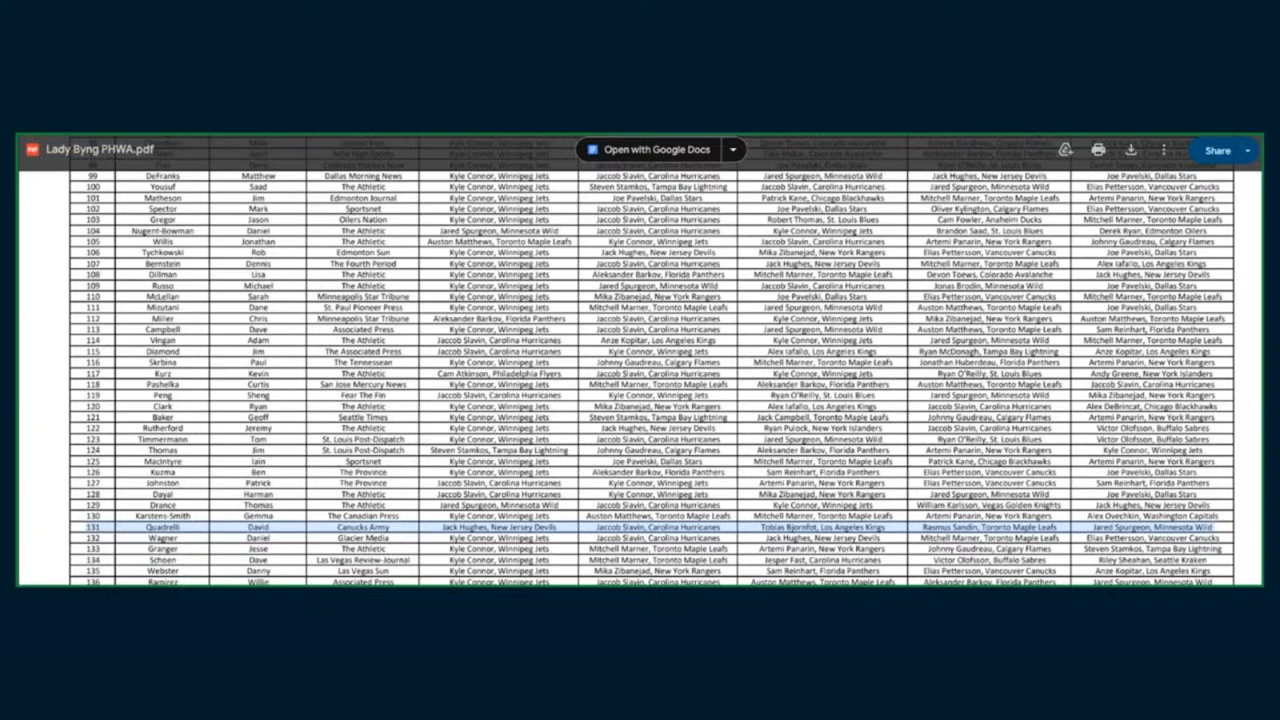 Lady Byng PHWA.pdf Open with Google Docs Share
99 DeFranks Matthew Dallas Morning News Kyle Connor, Winnipeg Jets Jaccob Slavin, Carolina Hurricanes Jared Spurgeon, Minnesota Wild Jack Hughes, New Jersey Devils Joe Pavelski, Dallas Stars
100 Yousuf Saad The Athletic Kyle Connor, Winnipeg Jets Steven Stamkos, Tampa Bay Lightning Jaccob Slavin, Carolina Hurricanes Jared Spurgeon, Minnesota Wild Elias Pettersson, Vancouver Canucks
101 Matheson Jim Edmonton Journal Kyle Connor, Winnipeg Jets Joe Pavelski, Dallas Stars Patrick Kane, Chicago Blackhawks Mitchell Marner, Toronto Maple Leafs Artemi Panarin, New York Rangers
102 Spector Mark Sportsnet Kyle Connor, Winnipeg Jets Jaccob Slavin, Carolina Hurricanes Joe Pavelski, Dallas Stars Oliver Kylington, Calgary Flames Elias Pettersson, Vancouver Canucks
103 Gregor Jason Oilers Nation Kyle Connor, Winnipeg Jets Jaccob Slavin, Carolina Hurricanes Robert Thomas, St. Louis Blues Cam Fowler, Anaheim Ducks Mitchell Marner, Toronto Maple Leafs
104 Nugent-Bowman Daniel The Athletic Jared Spurgeon, Minnesota Wild Jaccob Slavin, Carolina Hurricanes Kyle Connor, Winnipeg Jets Brandon Saad, St. Louis Blues Derek Ryan, Edmonton Oilers
105 Willis Jonathan The Athletic Auston Matthews, Toronto Maple Leafs Kyle Connor, Winnipeg Jets Jaccob Slavin, Carolina Hurricanes Artemi Panarin, New York Rangers Johnny Gaudreau, Calgary Flames
106 Tychkowski Rob Edmonton Sun Kyle Connor, Winnipeg Jets Jack Hughes, New Jersey Devils Mika Zibanejad, New York Rangers Elias Pettersson, Vancouver Canucks Joe Pavelski, Dallas Stars
107 Bernstein Dennis The Fourth Period Kyle Connor, Winnipeg Jets Jaccob Slavin, Carolina Hurricanes Jack Hughes, New Jersey Devils Mitchell Marner, Toronto Maple Leafs Alex Iafallo, Los Angeles Kings
108 Dillman Lisa The Athletic Kyle Connor, Winnipeg Jets Aleksander Barkov, Florida Panthers Mitchell Marner, Toronto Maple Leafs Devon Toews, Colorado Avalanche Jack Hughes, New Jersey Devils
109 Russo Michael The Athletic Kyle Connor, Winnipeg Jets Jared Spurgeon, Minnesota Wild Jaccob Slavin, Carolina Hurricanes Jonas Brodin, Minnesota Wild Joe Pavelski, Dallas Stars
110 McLellan Sarah Minneapolis Star Tribune Kyle Connor, Winnipeg Jets Mika Zibanejad, New York Rangers Joe Pavelski, Dallas Stars Elias Pettersson, Vancouver Canucks Mitchell Marner, Toronto Maple Leafs
111 Mizutani Dane St. Paul Pioneer Press Kyle Connor, Winnipeg Jets Mitchell Marner, Toronto Maple Leafs Jared Spurgeon, Minnesota Wild Auston Matthews, Toronto Maple Leafs Joe Pavelski, Dallas Stars
112 Miller Chris Minneapolis Star Tribune Aleksander Barkov, Florida Panthers Jaccob Slavin, Carolina Hurricanes Kyle Connor, Winnipeg Jets Mika Zibanejad, New York Rangers Auston Matthews, Toronto Maple Leafs
113 Campbell Dave Associated Press Kyle Connor, Winnipeg Jets Jaccob Slavin, Carolina Hurricanes Jared Spurgeon, Minnesota Wild Auston Matthews, Toronto Maple Leafs Sam Reinhart, Florida Panthers
114 Vingan Adam The Athletic Jaccob Slavin, Carolina Hurricanes Anze Kopitar, Los Angeles Kings Kyle Connor, Winnipeg Jets Jared Spurgeon, Minnesota Wild Jack Hughes, New Jersey Devils
115 Diamond Jim The Associated Press Jaccob Slavin, Carolina Hurricanes Kyle Connor, Winnipeg Jets Alex Iafallo, Los Angeles Kings Ryan McDonagh, Tampa Bay Lightning Anze Kopitar, Los Angeles Kings
116 Skrbina Paul The Tennessean Kyle Connor, Winnipeg Jets Johnny Gaudreau, Calgary Flames Mitchell Marner, Toronto Maple Leafs Jonathan Huberdeau, Florida Panthers Artemi Panarin, New York Rangers
117 Kurz Kevin The Athletic Cam Atkinson, Philadelphia Flyers Jaccob Slavin, Carolina Hurricanes Kyle Connor, Winnipeg Jets Ryan O'Reilly, St. Louis Blues Andy Greene, New York Islanders
118 Pashelka Curtis San Jose Mercury News Kyle Connor, Winnipeg Jets Mitchell Marner, Toronto Maple Leafs Aleksander Barkov, Florida Panthers Auston Matthews, Toronto Maple Leafs Jaccob Slavin, Carolina Hurricanes
119 Peng Sheng Fear The Fin Jaccob Slavin, Carolina Hurricanes Kyle Connor, Winnipeg Jets Ryan O'Reilly, St. Louis Blues Jared Spurgeon, Minnesota Wild Mika Zibanejad, New York Rangers
120 Clark Ryan The Athletic Kyle Connor, Winnipeg Jets Mika Zibanejad, New York Rangers Alex Iafallo, Los Angeles Kings Jaccob Slavin, Carolina Hurricanes Alex DeBrincat, Chicago Blackhawks
121 Baker Geoff Seattle Times Kyle Connor, Winnipeg Jets Steven Stamkos, Tampa Bay Lightning Jack Campbell, Toronto Maple Leafs Johnny Gaudreau, Calgary Flames Artemi Panarin, New York Rangers
122 Rutherford Jeremy The Athletic Kyle Connor, Winnipeg Jets Jack Hughes, New Jersey Devils Ryan Pulock, New York Islanders Jaccob Slavin, Carolina Hurricanes Victor Olofsson, Buffalo Sabres
123 Timmermann Tom St. Louis Post-Dispatch Kyle Connor, Winnipeg Jets Jaccob Slavin, Carolina Hurricanes Jared Spurgeon, Minnesota Wild Ryan O'Reilly, St. Louis Blues Victor Olofsson, Buffalo Sabres
124 Thomas Jim St. Louis Post-Dispatch Steven Stamkos, Tampa Bay Lightning Johnny Gaudreau, Calgary Flames Aleksander Barkov, Florida Panthers Artemi Panarin, New York Rangers Kyle Connor, Winnipeg Jets
125 MacIntyre Iain Sportsnet Kyle Connor, Winnipeg Jets Joe Pavelski, Dallas Stars Mitchell Marner, Toronto Maple Leafs Patrick Kane, Chicago Blackhawks Artemi Panarin, New York Rangers
126 Kuzma Ben The Province Kyle Connor, Winnipeg Jets Aleksander Barkov, Florida Panthers Sam Reinhart, Florida Panthers Elias Pettersson, Vancouver Canucks Joe Pavelski, Dallas Stars
127 Johnston Patrick The Province Jaccob Slavin, Carolina Hurricanes Kyle Connor, Winnipeg Jets Elias Pettersson, Vancouver Canucks Joe Pavelski, Dallas Stars Sam Reinhart, Florida Panthers
128 Dayal Harman The Athletic Jaccob Slavin, Carolina Hurricanes Kyle Connor, Winnipeg Jets Mika Zibanejad, New York Rangers Jared Spurgeon, Minnesota Wild Joe Pavelski, Dallas Stars
129 Drance Thomas The Athletic Jared Spurgeon, Minnesota Wild Jaccob Slavin, Carolina Hurricanes Kyle Connor, Winnipeg Jets William Karlsson, Vegas Golden Knights Jack Hughes, New Jersey Devils
130 Karstens-Smith Gemma The Canadian Press Kyle Connor, Winnipeg Jets Auston Matthews, Toronto Maple Leafs Mitchell Marner, Toronto Maple Leafs Artemi Panarin, New York Rangers Alex Ovechkin, Washington Capitals
131 Quadrelli David Canucks Army Jack Hughes, New Jersey Devils Jaccob Slavin, Carolina Hurricanes Tobias Bjornfot, Los Angeles Kings Rasmus Sandin, Toronto Maple Leafs Jared Spurgeon, Minnesota Wild
132 Wagner Daniel Glacier Media Kyle Connor, Winnipeg Jets Jaccob Slavin, Carolina Hurricanes Jack Hughes, New Jersey Devils Mitchell Marner, Toronto Maple Leafs Elias Pettersson, Vancouver Canucks
133 Granger Jesse The Athletic Kyle Connor, Winnipeg Jets Mitchell Marner, Toronto Maple Leafs Artemi Panarin, New York Rangers Johnny Gaudreau, Calgary Flames Steven Stamkos, Tampa Bay Lightning
134 Schoen Dave Las Vegas Review-Journal Kyle Connor, Winnipeg Jets Jesper Fast, Carolina Hurricanes Victor Olofsson, Buffalo Sabres Riley Sheahan, Seattle Kraken
135 Webster Danny Las Vegas Sun Kyle Connor, Winnipeg Jets Mika Zibanejad, New York Rangers Sam Reinhart, Florida Panthers Elias Pettersson, Vancouver Canucks Anze Kopitar, Los Angeles Kings
136 Ramirez Willie Associated Press Kyle Connor, Winnipeg Jets Jaccob Slavin, Carolina Hurricanes Auston Matthews, Toronto Maple Leafs Aleksander Barkov, Florida Panthers Jared Spurgeon, Minnesota Wild